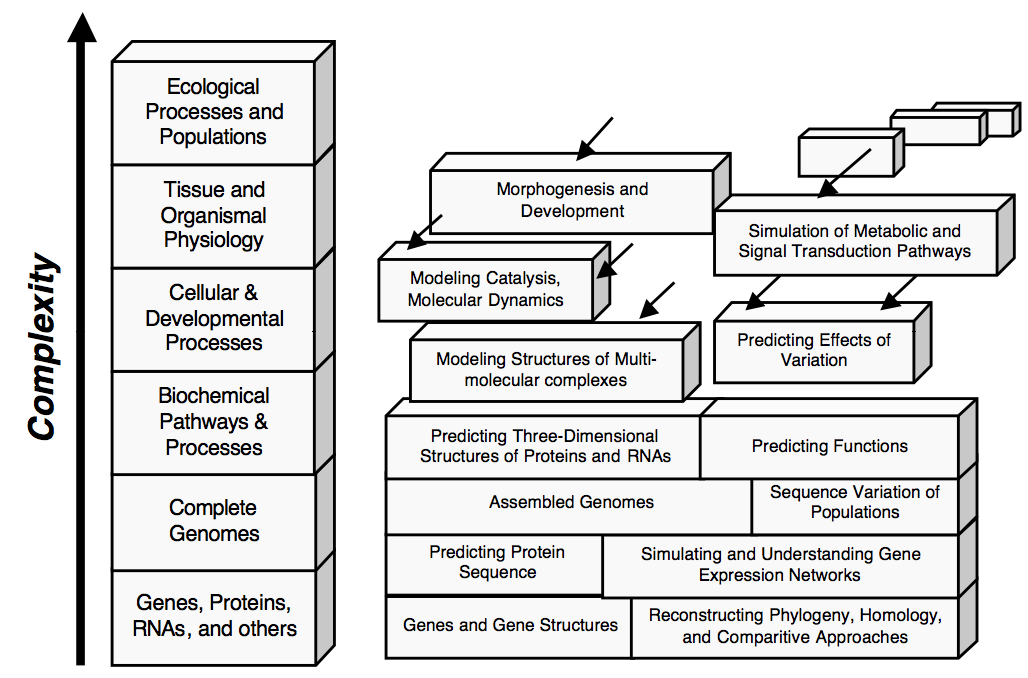 Complexity
Ecological
Processes and
Populations
Tissue and
Organismal
Physiology
Cellular &
Developmental
Processes
Biochemical
Pathways &
Processes
Complete
Genomes
Genes, Proteins,
RNAs, and others
Morphogenesis and
Development
Simulation of Metabolic and
Signal Transduction Pathways
Modeling Catalysis,
Molecular Dynamics
Predicting Effects of
Variation
Modeling Structures of Multi-
molecular complexes
Predicting Three-Dimensional
Structures of Proteins and RNAs
Predicting Functions
Assembled Genomes
Sequence Variation of
Populations
Predicting Protein
Sequence
Simulating and Understanding Gene
Expression Networks
Genes and Gene Structures
Reconstructing Phylogeny, Homology,
and Comparitive Approaches